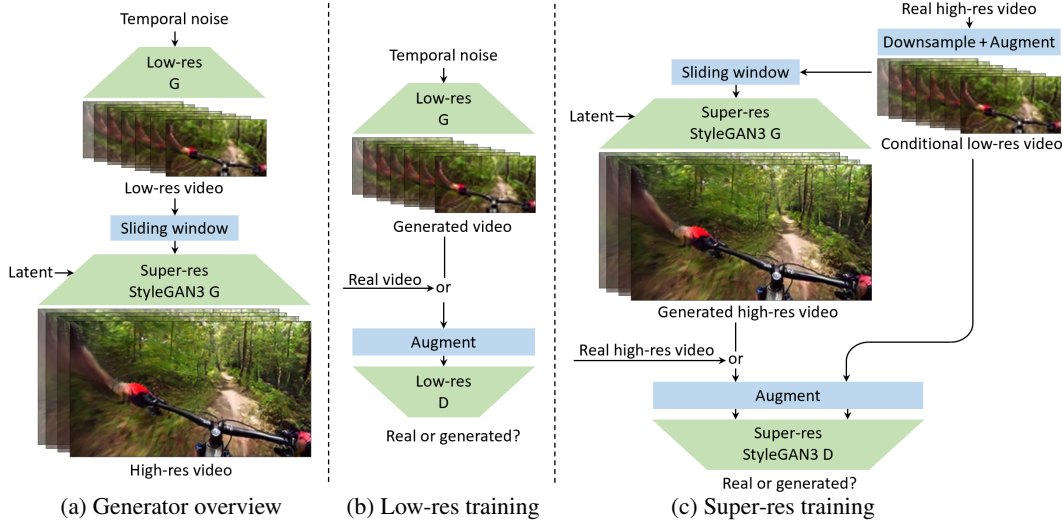 Temporal noise
Low-res
G
Low-res video
Sliding window
Latent
Super-res
StyleGAN3 G
High-res video
(a) Generator overview
Temporal noise
Low-res
G
Generated video
Real video
or
Augment
Low-res
D
Real or generated?
(b) Low-res training
Real high-res video
Downsample + Augment
Sliding window
Conditional low-res video
Latent
Super-res
StyleGAN3 G
Generated high-res video
Real high-res video
or
Augment
Super-res
StyleGAN3 D
Real or generated?
(c) Super-res training